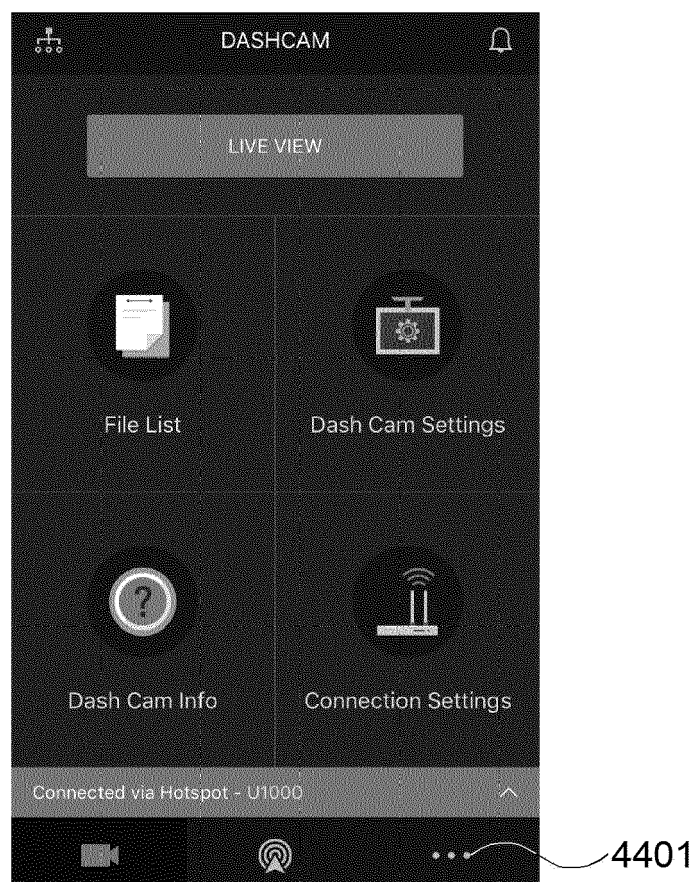 DASHCAM
LIVE VIEW
File List
Dash Cam Settings
?
Dash Cam Info
Connection Settings
Connected via Hotspot - U1000
4401